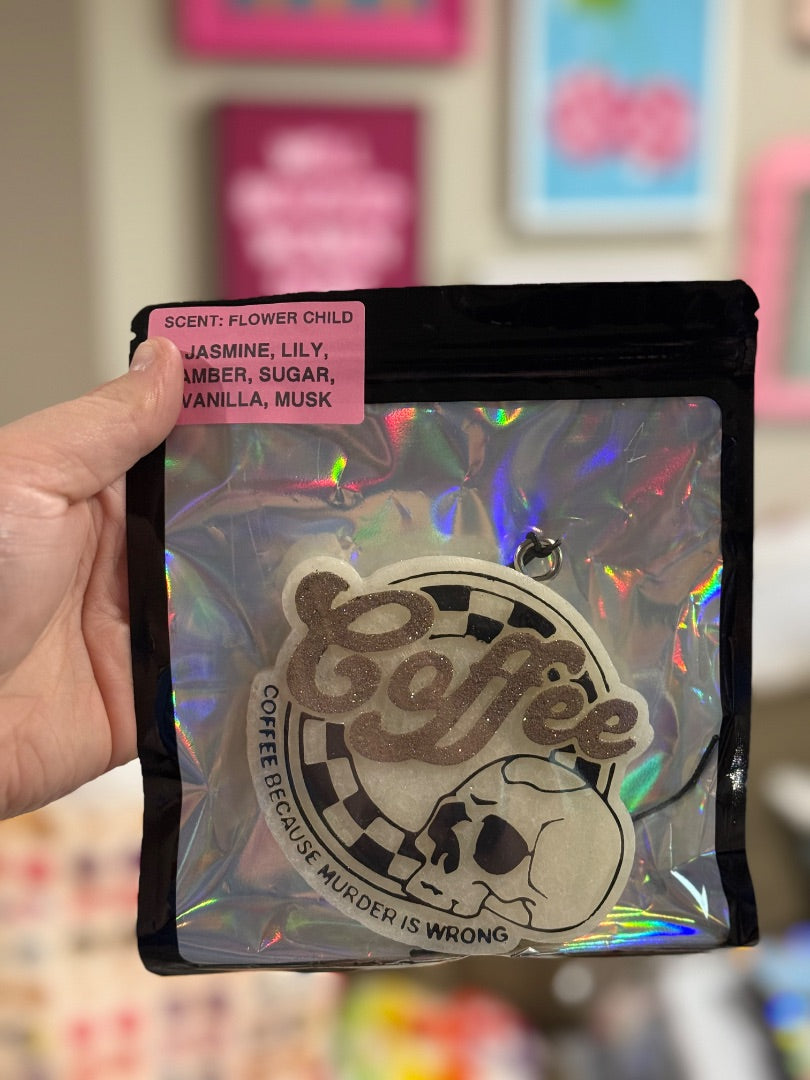 SCENT: FLOWER CHILD
JASMINE, LILY,
AMBER, SUGAR,
VANILLA, MUSK
Coffee
COFFEE BECAUSE MURDER IS WRONG